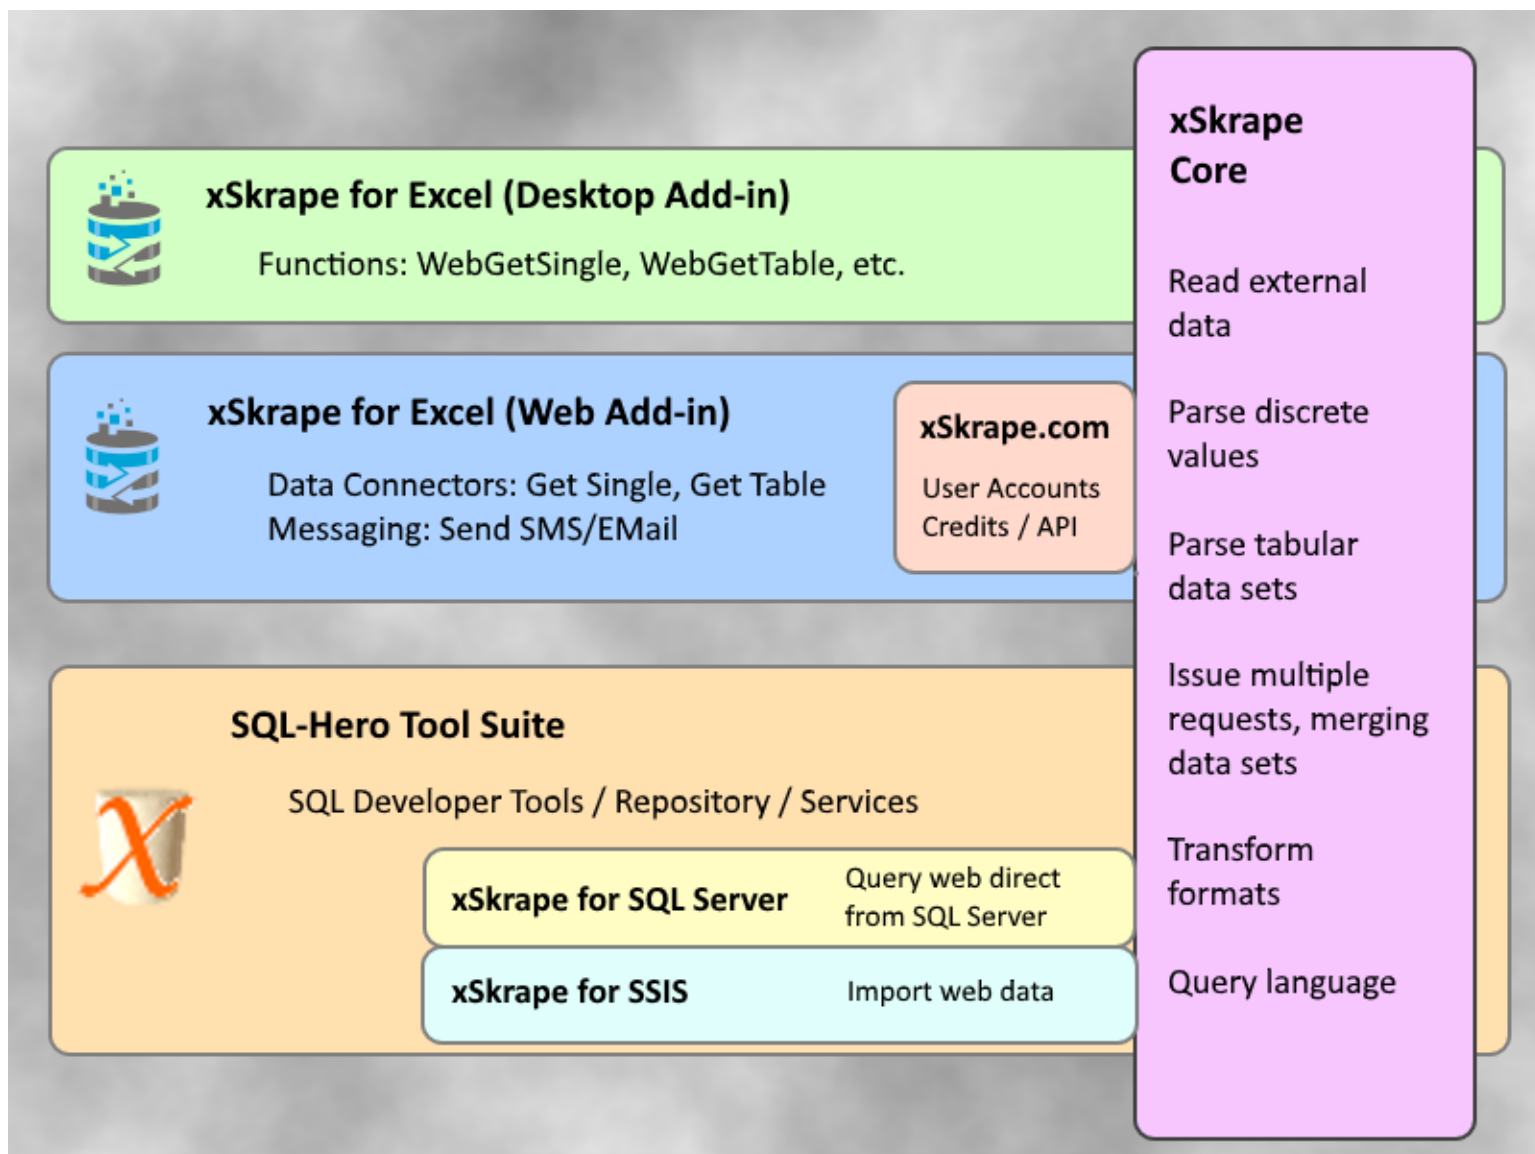 xSkrape for Excel (Desktop Add-in)
Functions: WebGetSingle, WebGetTable, etc.
xSkrape for Excel (Web Add-in)
Data Connectors: Get Single, Get Table
Messaging: Send SMS/EMail
xSkrape.com
User Accounts
Credits / API
SQL-Hero Tool Suite
SQL Developer Tools / Repository / Services
xSkrape for SQL Server
Query web direct
from SQL Server
xSkrape for SSIS
Import web data
xSkrape
Core
Read external
data
Parse discrete
values
Parse tabular
data sets
Issue multiple
requests, merging
data sets
Transform
formats
Query language